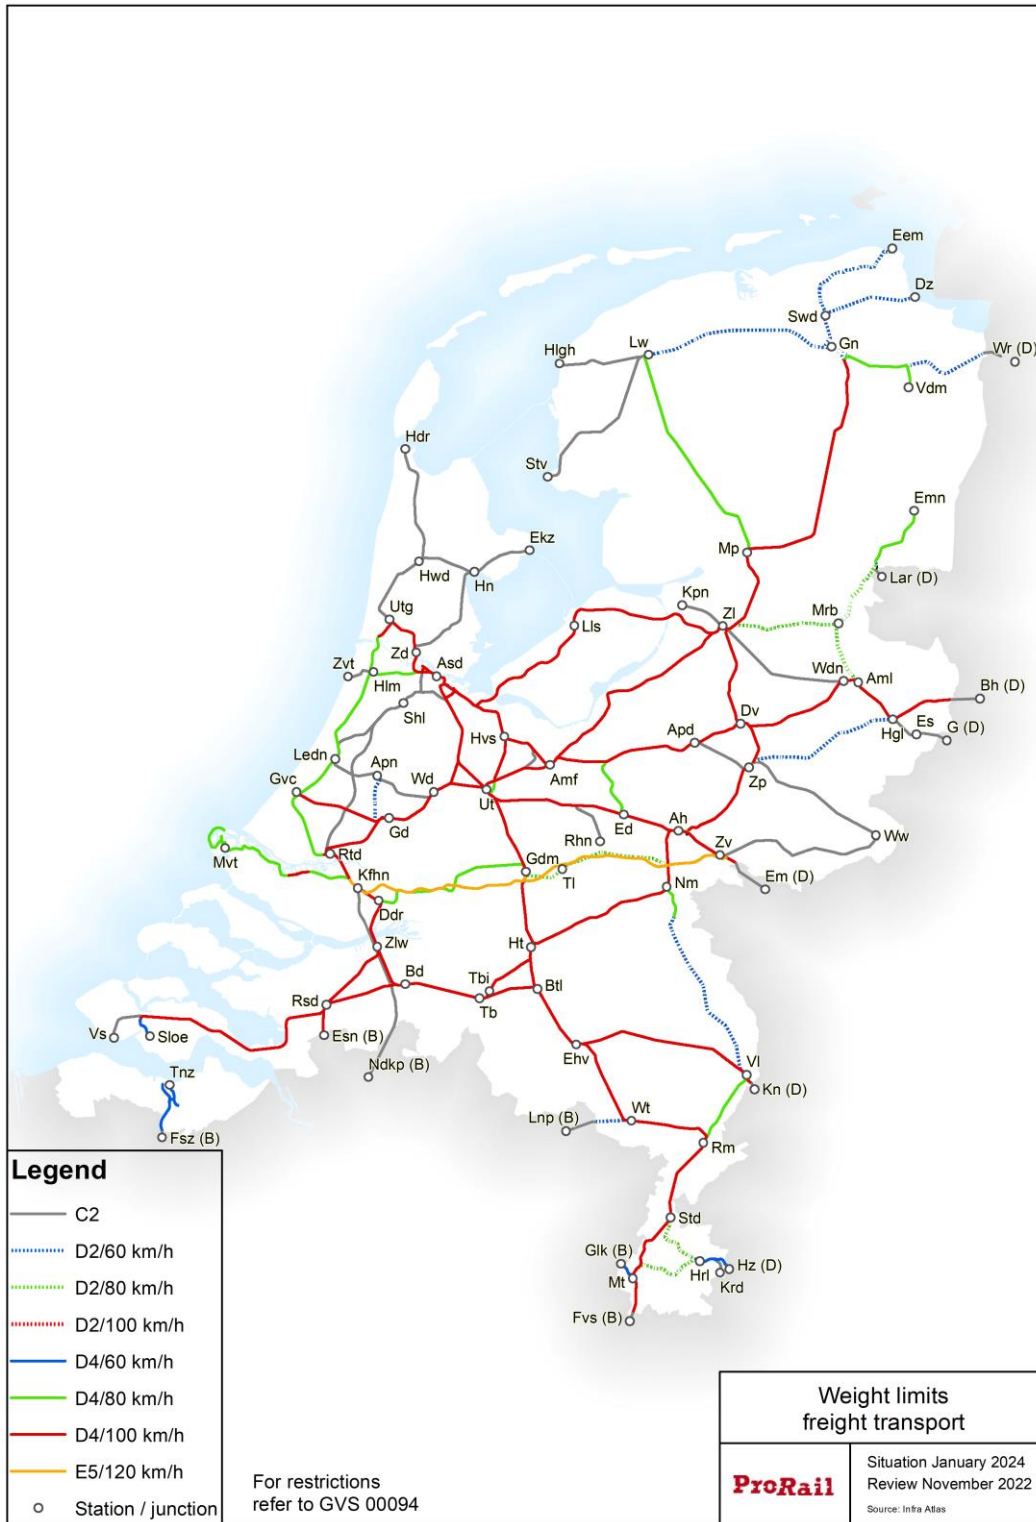 Eem
Dz
Swd
Gn
Lw
Hlgh
Wr (D)
Vdm
Hdr
Stv
Emn
Ekz
Mp
Hwd
Hn
Lar (D)
Kpn
Utg
Zl
Mrb
Lls
Zd
Asd
Zvt
Hlm
Wdn
Aml
Bh (D)
Shl
Dv
Es
G (D)
Hgl
Hvs
Apd
Ledn
Apn
Amf
Zp
Gvc
Wd
Ut
Gd
Ed
Ah
Rhn
Zv
Ww
Mvt
Rtd
Gdm
Kfhn
Tl
Nm
Em (D)
Ddr
Zlw
Ht
Bd
Tbi
Btl
Rsd
Tb
Vs
Sloe
Esn (B)
Ehv
Ndkp (B)
Tnz
Vl
Kn (D)
Wt
Lnp (B)
Fsz (B)
Rm
Std
Glk (B)
Hrl
Hz (D)
Mt
Krd
Fvs (B)
Legend
C2
D2/60 km/h
D2/80 km/h
D2/100 km/h
D4/60 km/h
D4/80 km/h
D4/100 km/h
E5/120 km/h
Station / junction
For restrictions
refer to GVS 00094
Weight limits
freight transport
ProRail
Situation January 2024
Review November 2022
Source: Infra Atlas